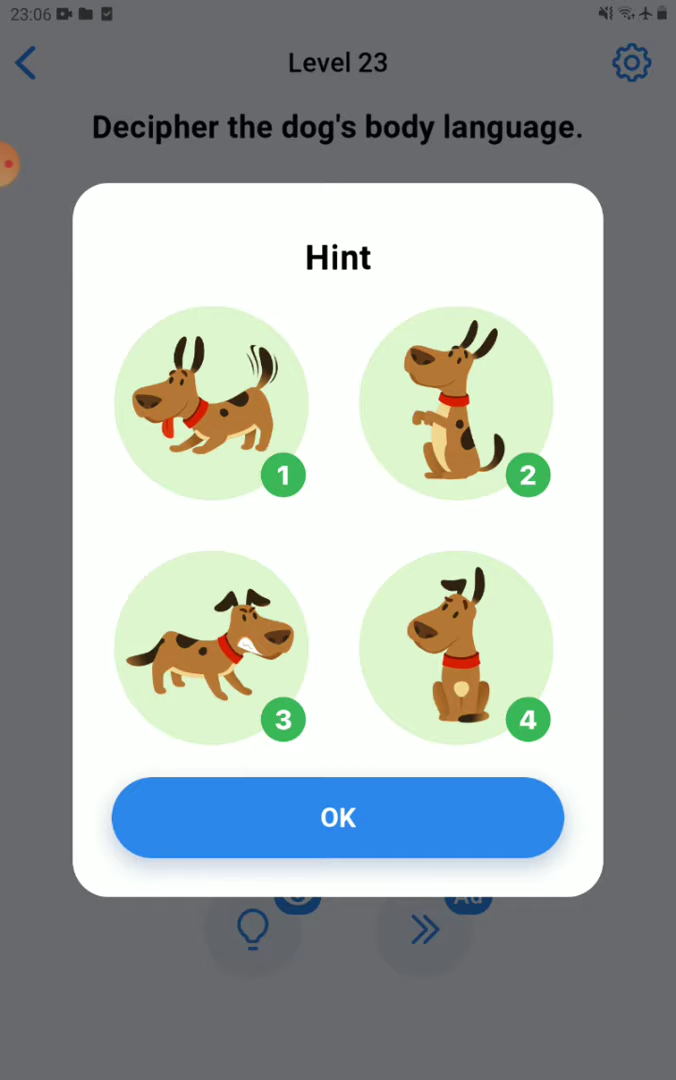 23:06
Level 23
Decipher the dog's body language.
Hint
1
2
3
4
OK
Ad